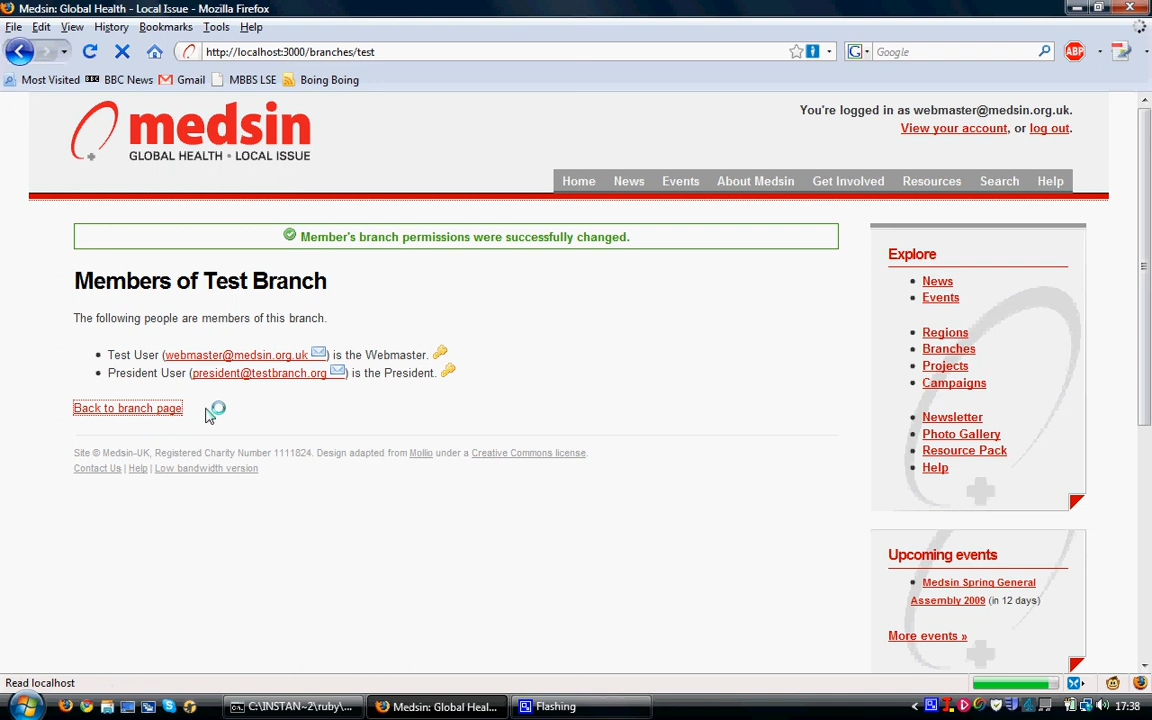 Medsin: Global Health - Local Issue - Mozilla Firefox
File Edit View History Bookmarks Tools Help
http://localhost:3000/branches/test
G Google
ABP
Most Visited BBC News Gmail MBBS LSE Boing Boing
medsin
GLOBAL HEALTH • LOCAL ISSUE
You're logged in as webmaster@medsin.org.uk.
View your account, or log out.
Home News Events About Medsin Get Involved Resources Search Help
Member's branch permissions were successfully changed.
Members of Test Branch
The following people are members of this branch.
• Test User (webmaster@medsin.org.uk) is the Webmaster.
• President User (president@testbranch.org) is the President.
Back to branch page
Site © Medsin-UK, Registered Charity Number 1111824. Design adapted from Mollio under a Creative Commons license.
Contact Us | Help | Low bandwidth version
Explore
• News
• Events
• Regions
• Branches
• Projects
• Campaigns
• Newsletter
• Photo Gallery
• Resource Pack
• Help
Upcoming events
• Medsin Spring General
Assembly 2009 (in 12 days)
More events »
Read localhost
C:\INSTAN~2\ruby\... Medsin: Global Heal... Flashing
17:38